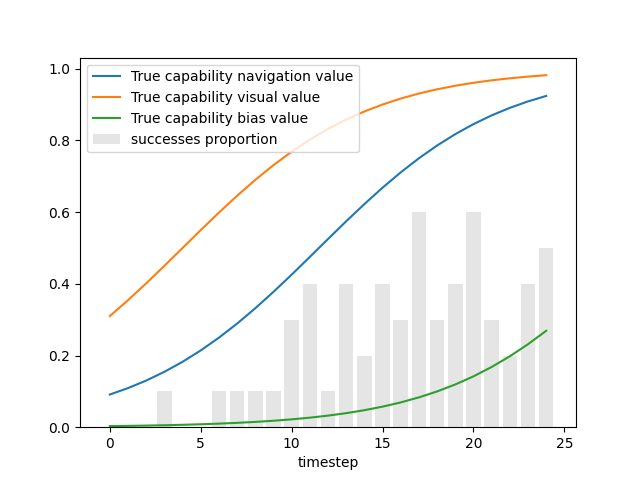 True capability navigation value
True capability visual value
True capability bias value
successes proportion
1.0
0.8
0.6
0.4
0.2
0.0
0
5
10
15
20
25
timestep